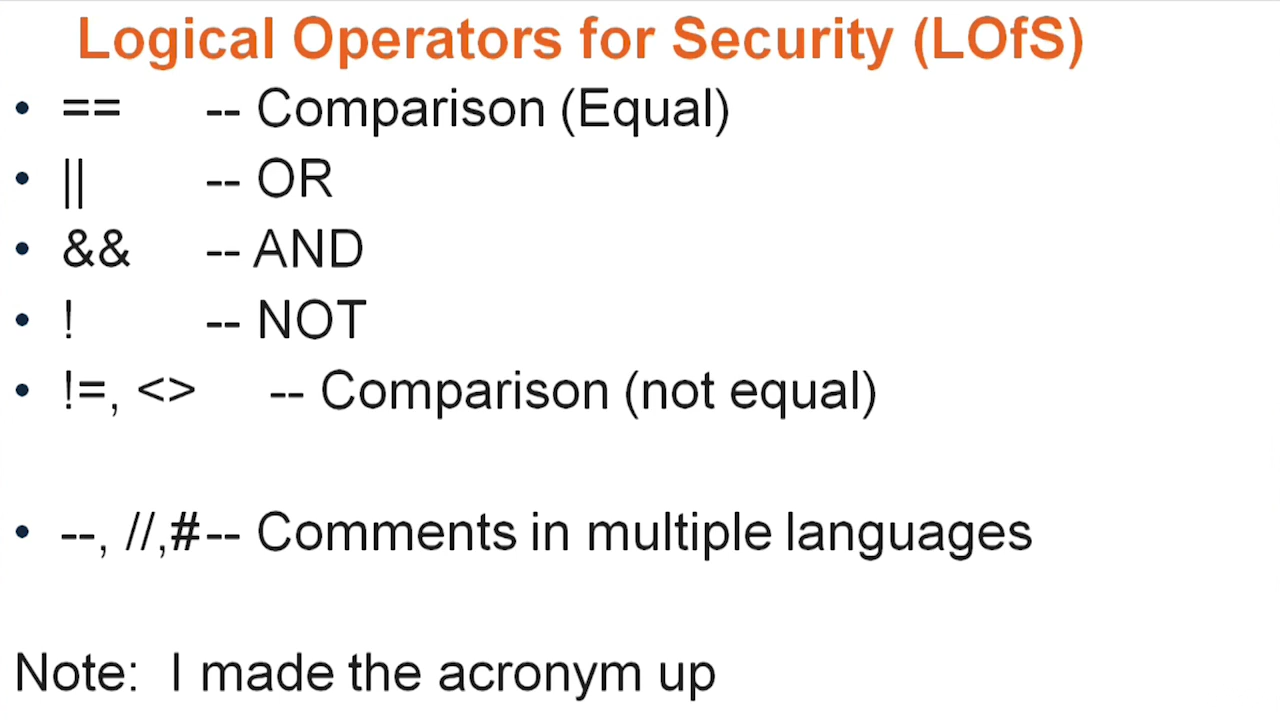 Logical Operators for Security (LOfS)
• == -- Comparison (Equal)
• || -- OR
• && -- AND
• ! -- NOT
• !=, <> -- Comparison (not equal)
• --, //,#-- Comments in multiple languages
Note: I made the acronym up